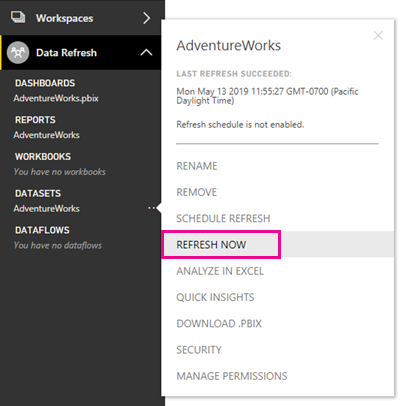 Workspaces
Data Refresh
DASHBOARDS
AdventureWorks.pbix
REPORTS
AdventureWorks
WORKBOOKS
You have no workbooks
DATASETS
AdventureWorks
DATAFLOWS
You have no dataflows
AdventureWorks
LAST REFRESH SUCCEEDED:
Mon May 13 2019 11:55:27 GMT-0700 (Pacific
Daylight Time)
Refresh schedule is not enabled.
RENAME
REMOVE
SCHEDULE REFRESH
REFRESH NOW
ANALYZE IN EXCEL
QUICK INSIGHTS
DOWNLOAD .PBIX
SECURITY
MANAGE PERMISSIONS